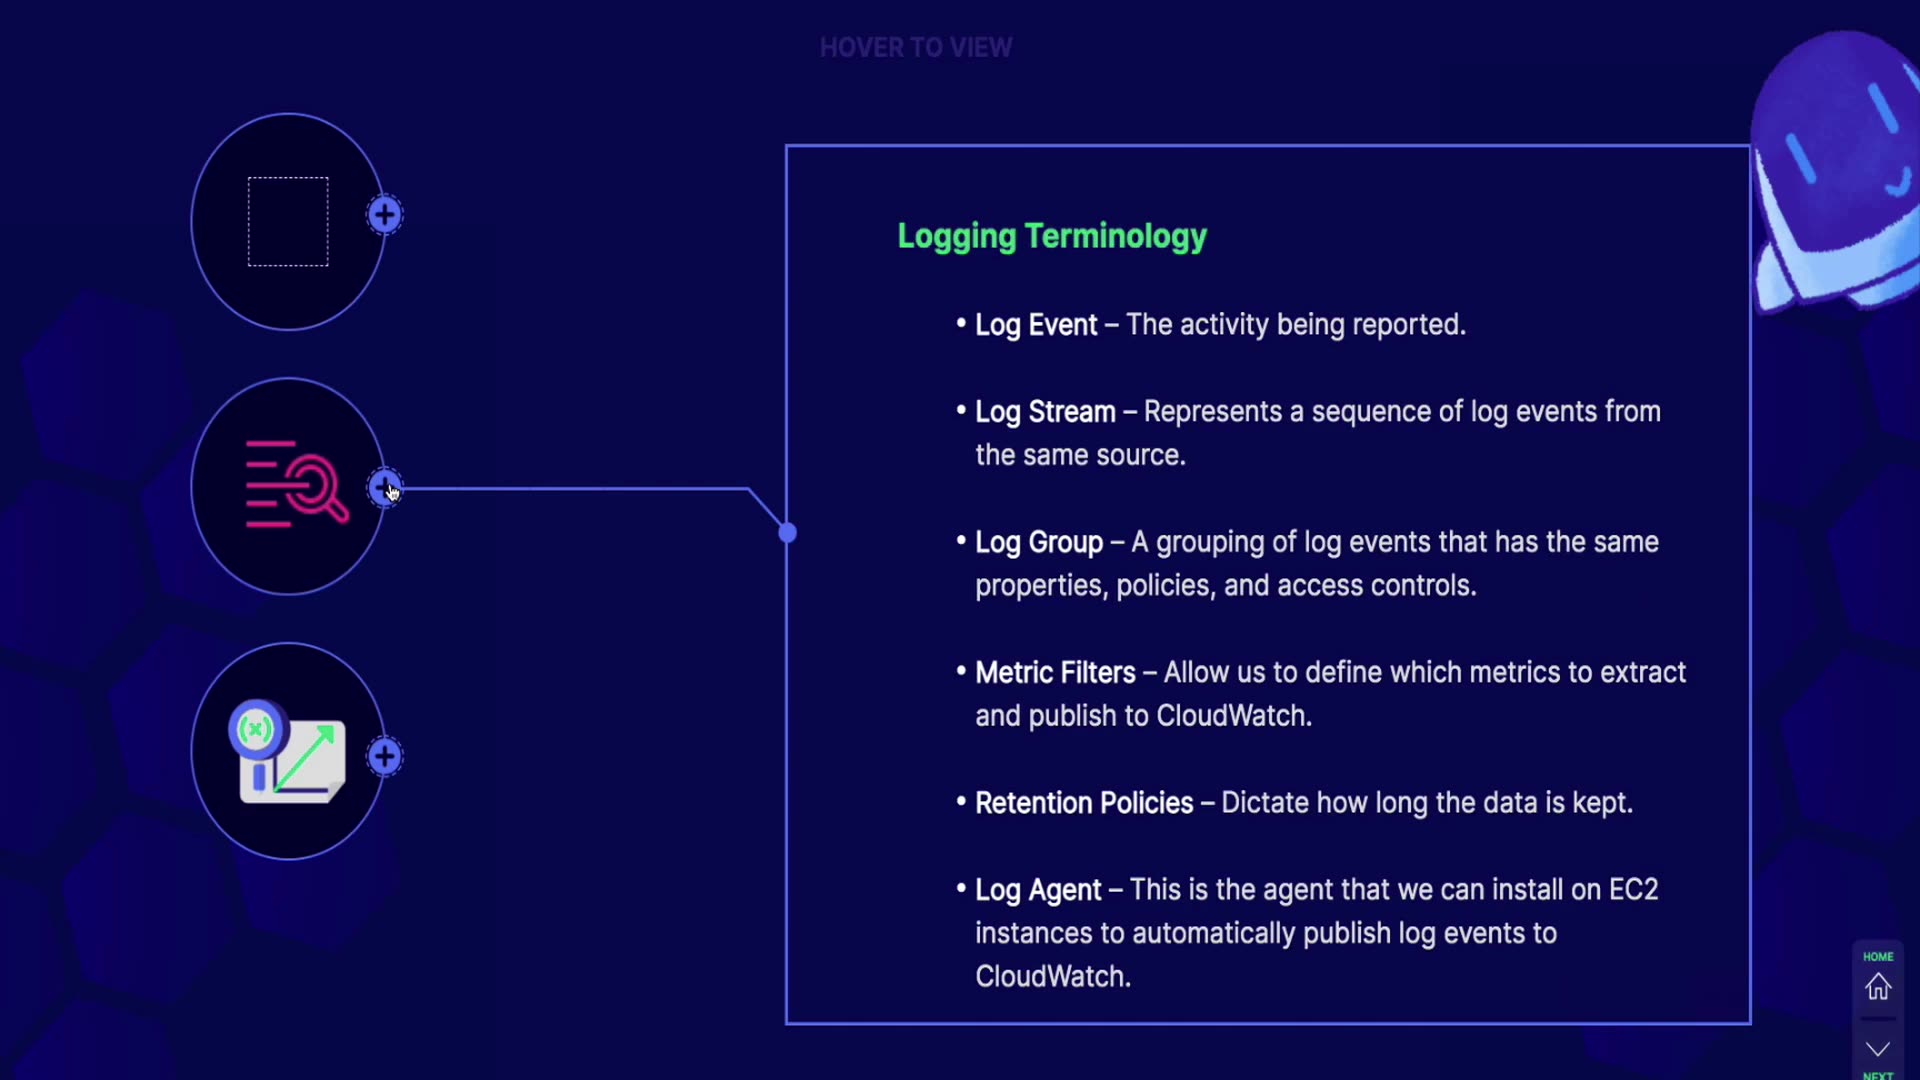 HOVER TO VIEW
Logging Terminology
• Log Event – The activity being reported.
• Log Stream – Represents a sequence of log events from
the same source.
• Log Group – A grouping of log events that has the same
properties, policies, and access controls.
• Metric Filters – Allow us to define which metrics to extract
and publish to CloudWatch.
• Retention Policies – Dictate how long the data is kept.
• Log Agent – This is the agent that we can install on EC2
instances to automatically publish log events to
CloudWatch.
(x)
HOME
NEXT